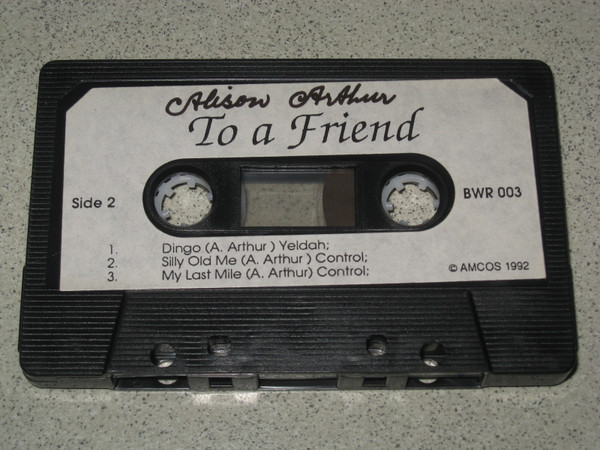 Alison Arthur
To a Friend
Side 2
BWR 003
1. Dingo (A. Arthur ) Yeldah;
2. Silly Old Me (A. Arthur ) Control;
3. My Last Mile (A. Arthur) Control;
© AMCOS 1992